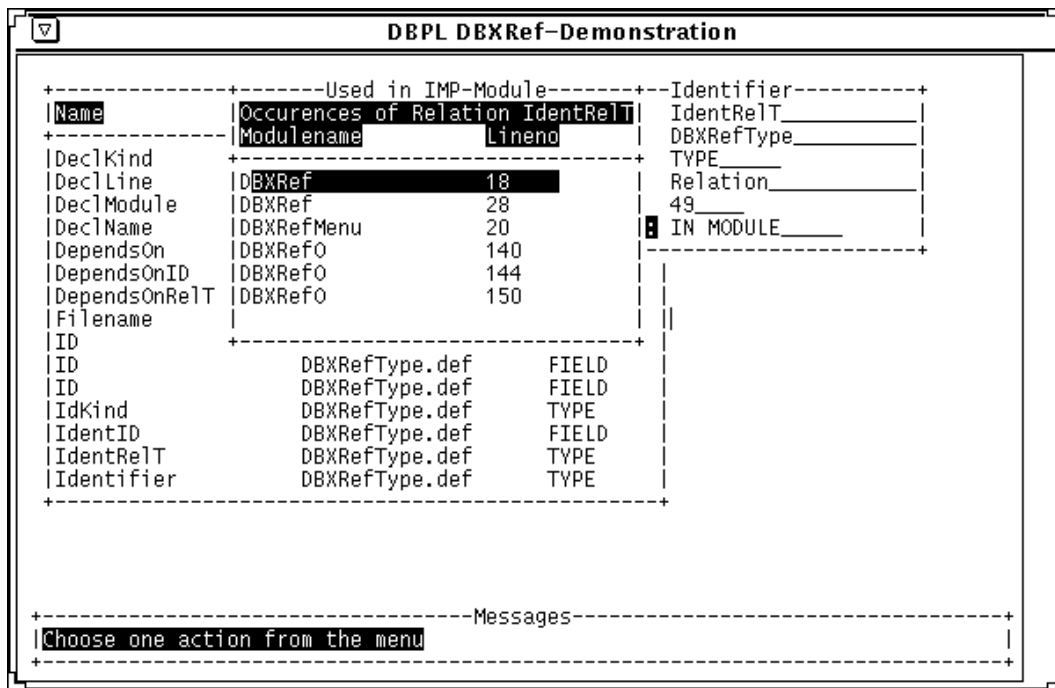 DBPL DBXRef-Demonstration
Used in IMP-Module
Identifier
Name
Occurences of Relation IdentRelT
IdentRelT
Modulename Lineno
DBXRefType
DeclKind
TYPE
DeclLine DBXRef 18
Relation
DeclModule DBXRef 28
49
DeclName DBXRefMenu 20
: IN MODULE
DependsOn DBXRefO 140
DependsOnID DBXRefO 144
DependsOnRelT DBXRefO 150
Filename
ID
ID DBXRefType.def FIELD
ID DBXRefType.def FIELD
IdKind DBXRefType.def TYPE
IdentID DBXRefType.def FIELD
IdentRelT DBXRefType.def TYPE
Identifier DBXRefType.def TYPE
Messages
Choose one action from the menu